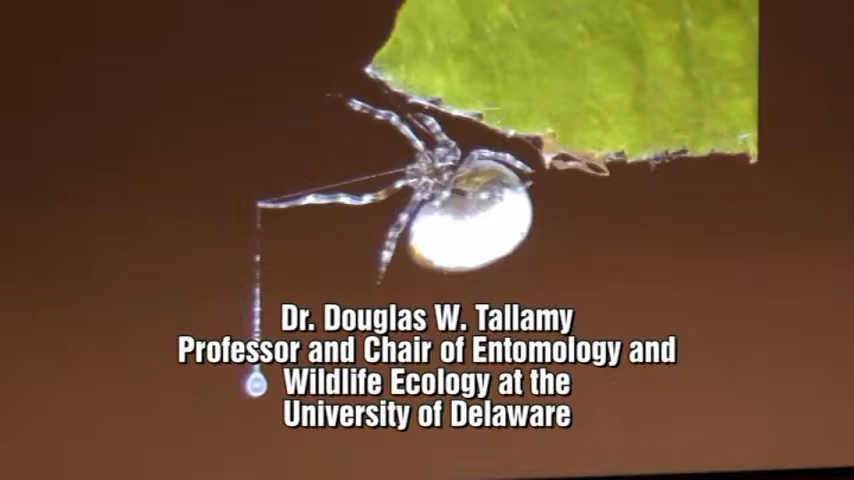 Dr. Douglas W. Tallamy
Professor and Chair of Entomology and
Wildlife Ecology at the
University of Delaware